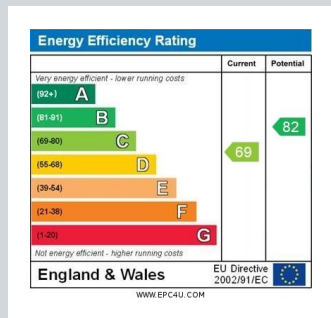 Energy Efficiency Rating
Current Potential
Very energy efficient - lower running costs
(92+) A
(81-91) B
82
(69-80) C
69
(55-68) D
(39-54) E
(21-38) F
(1-20) G
Not energy efficient - higher running costs
England & Wales
EU Directive
2002/91/EC
WWW.EPC4U.COM